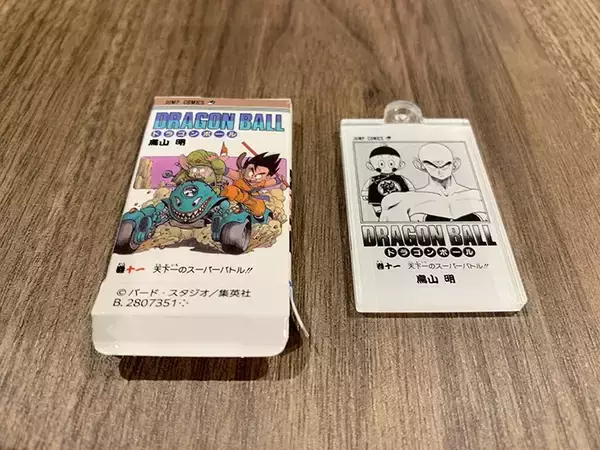 JUMP COMICS
DRAGON BALL
ドラゴンボール
鳥山 明
巻十一 天下一のスーパーバトル!!
©バード・スタジオ/集英社
B. 2807351
JUMP COMICS
DRAGON BALL
ドラゴンボール
巻十一 天下一のスーパーバトル!!
鳥山 明